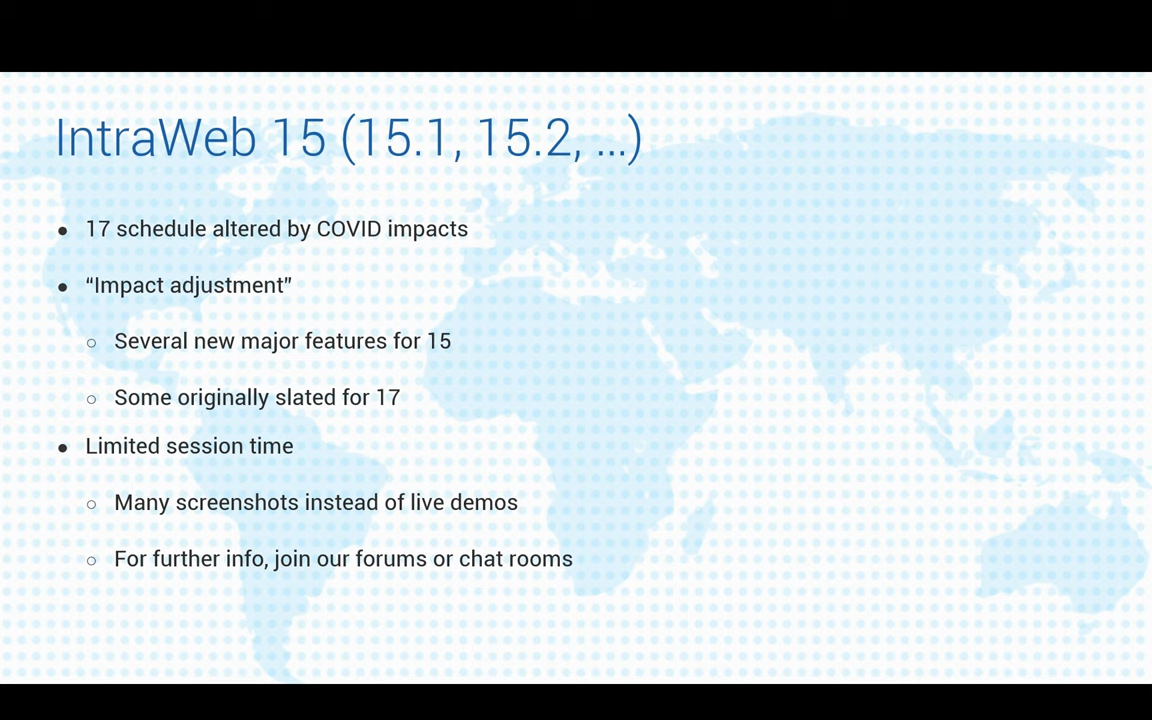 IntraWeb 15 (15.1, 15.2, ...)
● 17 schedule altered by COVID impacts
● “Impact adjustment”
○ Several new major features for 15
○ Some originally slated for 17
● Limited session time
○ Many screenshots instead of live demos
○ For further info, join our forums or chat rooms